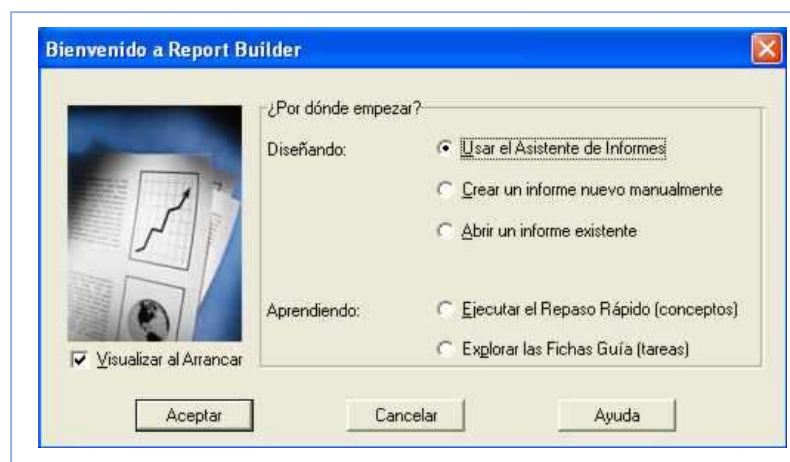 Bienvenido a Report Builder
¿Por dónde empezar?
Diseñando:
Usar el Asistente de Informes
Crear un informe nuevo manualmente
Abrir un informe existente
Aprendiendo:
Ejecutar el Repaso Rápido (conceptos)
Explorar las Fichas Guía (tareas)
Visualizar al Arrancar
Aceptar
Cancelar
Ayuda